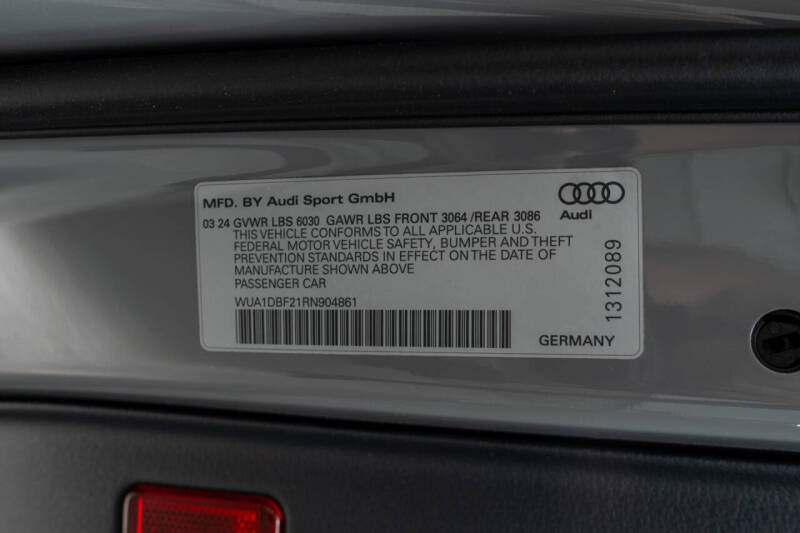 MFD. BY Audi Sport GmbH
Audi
03 24 GVWR LBS 6030 GAWR LBS FRONT 3064 /REAR 3086
THIS VEHICLE CONFORMS TO ALL APPLICABLE U.S.
FEDERAL MOTOR VEHICLE SAFETY, BUMPER AND THEFT
PREVENTION STANDARDS IN EFFECT ON THE DATE OF
MANUFACTURE SHOWN ABOVE
PASSENGER CAR
WUA1DBF21RN904861
1312089
GERMANY